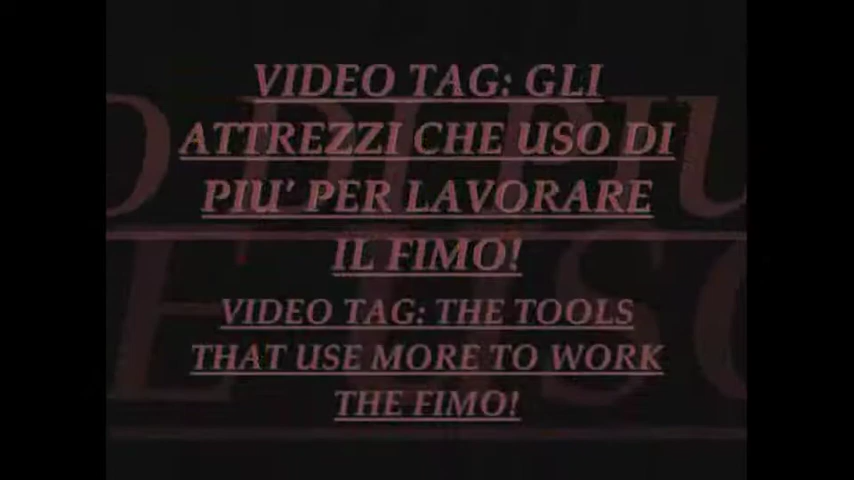 VIDEO TAG: GLI
ATTREZZI CHE USO DI
PIU' PER LAVORARE
IL FIMO!
VIDEO TAG: THE TOOLS
THAT USE MORE TO WORK
THE FIMO!